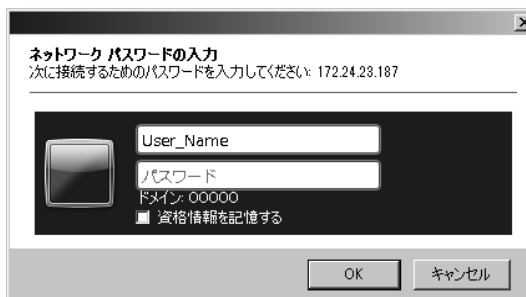 ネットワーク パスワードの入力
次に接続するためのパスワードを入力してください: 172.24.23.187
User_Name
パスワード
ドメイン: 00000
資格情報を記憶する
OK
キャンセル